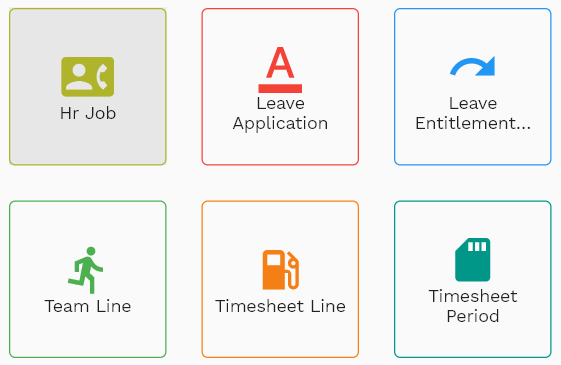 Hr Job
A
Leave
Application
Leave
Entitlement...
Team Line
Timesheet Line
Timesheet
Period